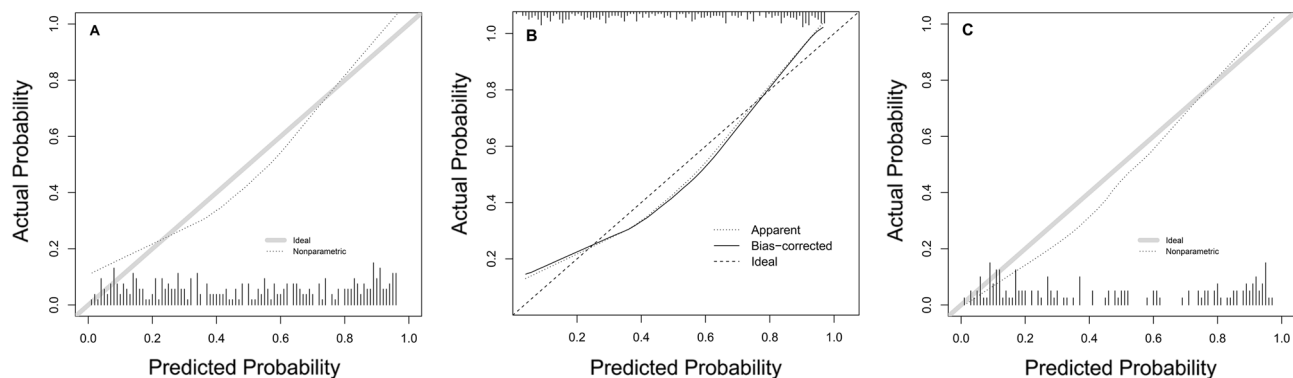 A
Actual Probability
1.0
0.8
0.6
0.4
0.2
0.0
Ideal
Nonparametric
0.0 0.2 0.4 0.6 0.8 1.0
Predicted Probability
B
Actual Probability
1.0
0.8
0.6
0.4
0.2
Apparent
Bias-corrected
Ideal
0.2 0.4 0.6 0.8 1.0
Predicted Probability
C
Actual Probability
1.0
0.8
0.6
0.4
0.2
0.0
Ideal
Nonparametric
0.0 0.2 0.4 0.6 0.8 1.0
Predicted Probability